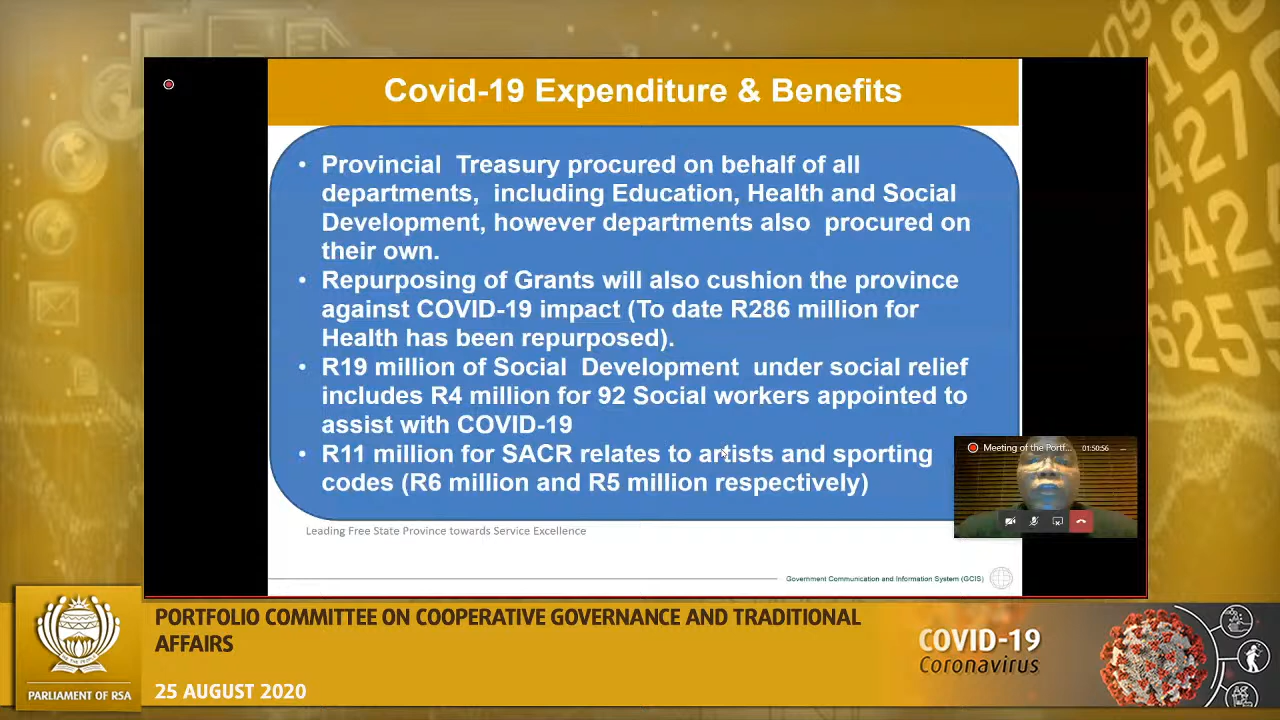 Covid-19 Expenditure & Benefits
• Provincial Treasury procured on behalf of all
departments, including Education, Health and Social
Development, however departments also procured on
their own.
• Repurposing of Grants will also cushion the province
against COVID-19 impact (To date R286 million for
Health has been repurposed).
• R19 million of Social Development under social relief
includes R4 million for 92 Social workers appointed to
assist with COVID-19
• R11 million for SACR relates to artists and sporting
codes (R6 million and R5 million respectively)
Meeting of the Portf... 01:50:56
Leading Free State Province towards Service Excellence
Government Communication and Information System (GCIS)
PORTFOLIO COMMITTEE ON COOPERATIVE GOVERNANCE AND TRADITIONAL
AFFAIRS
25 AUGUST 2020
PARLIAMENT OF RSA
COVID-19
Coronavirus